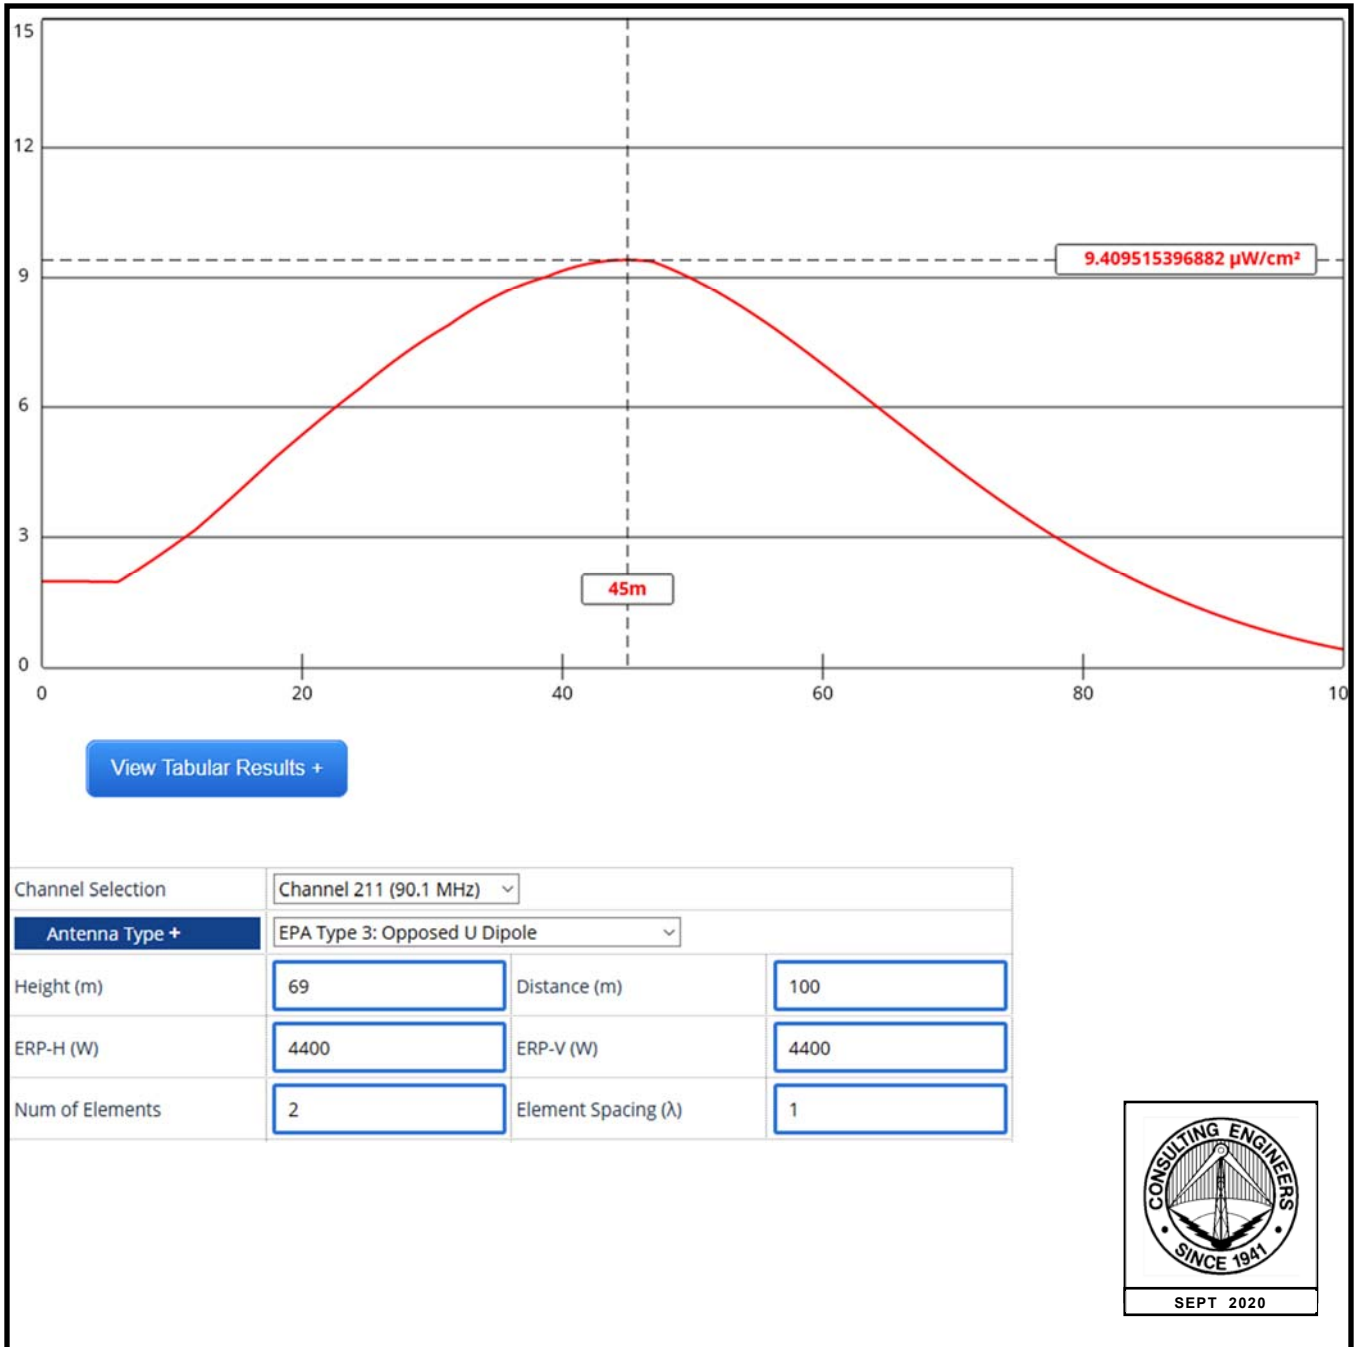 15
12
9.409515396882 µW/cm²
9
6
3
45m
0
0 20 40 60 80 10
View Tabular Results +
Channel Selection Channel 211 (90.1 MHz)
Antenna Type + EPA Type 3: Opposed U Dipole
Height (m) 69 Distance (m) 100
ERP-H (W) 4400 ERP-V (W) 4400
Num of Elements 2 Element Spacing (λ) 1
CONSULTING ENGINEERS
• SINCE 1941 •
SEPT 2020